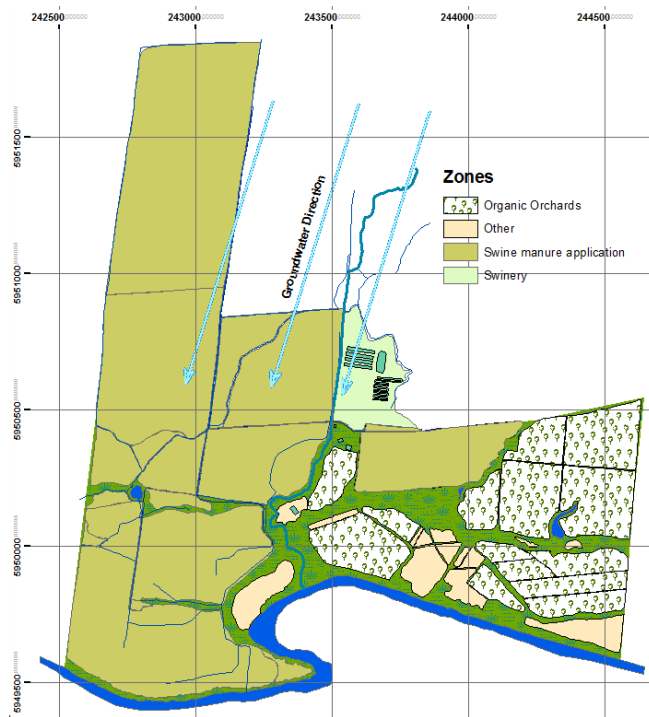 242500 243000 243500 244000 244500
5951500
5951000
5950500
5950000
5949500
Groundwater Direction
Zones
Organic Orchards
Other
Swine manure application
Swinery